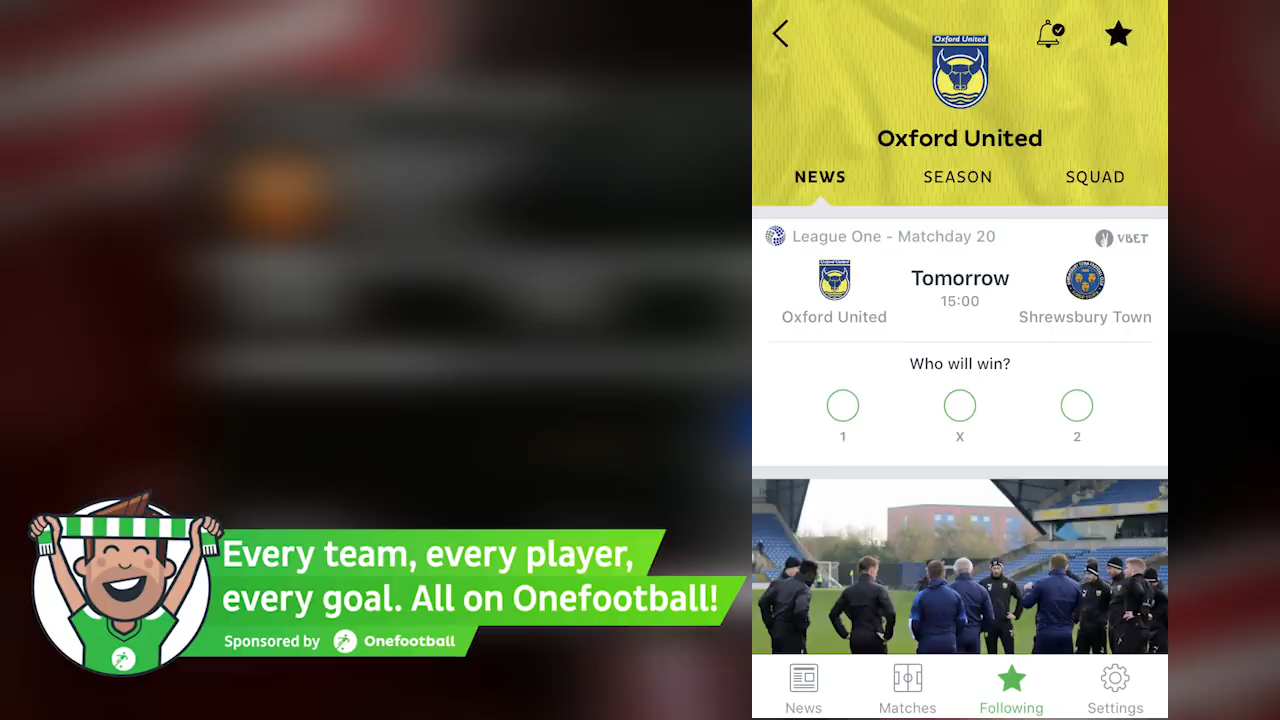 Oxford United
Oxford United
NEWS SEASON SQUAD
League One - Matchday 20
VBET
Tomorrow
15:00
Oxford United
Shrewsbury Town
Who will win?
1 X 2
News Matches Following Settings
Every team, every player,
every goal. All on Onefootball!
Sponsored by Onefootball